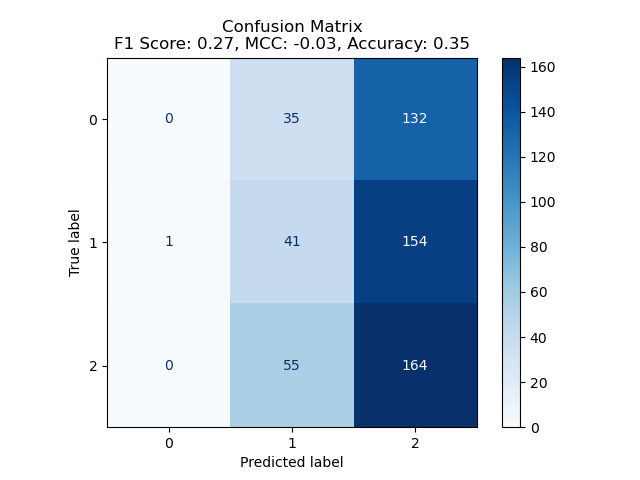 Confusion Matrix
F1 Score: 0.27, MCC: -0.03, Accuracy: 0.35
True label
0
1
2
0 35 132
1 41 154
0 55 164
0 1 2
Predicted label
160
140
120
100
80
60
40
20
0